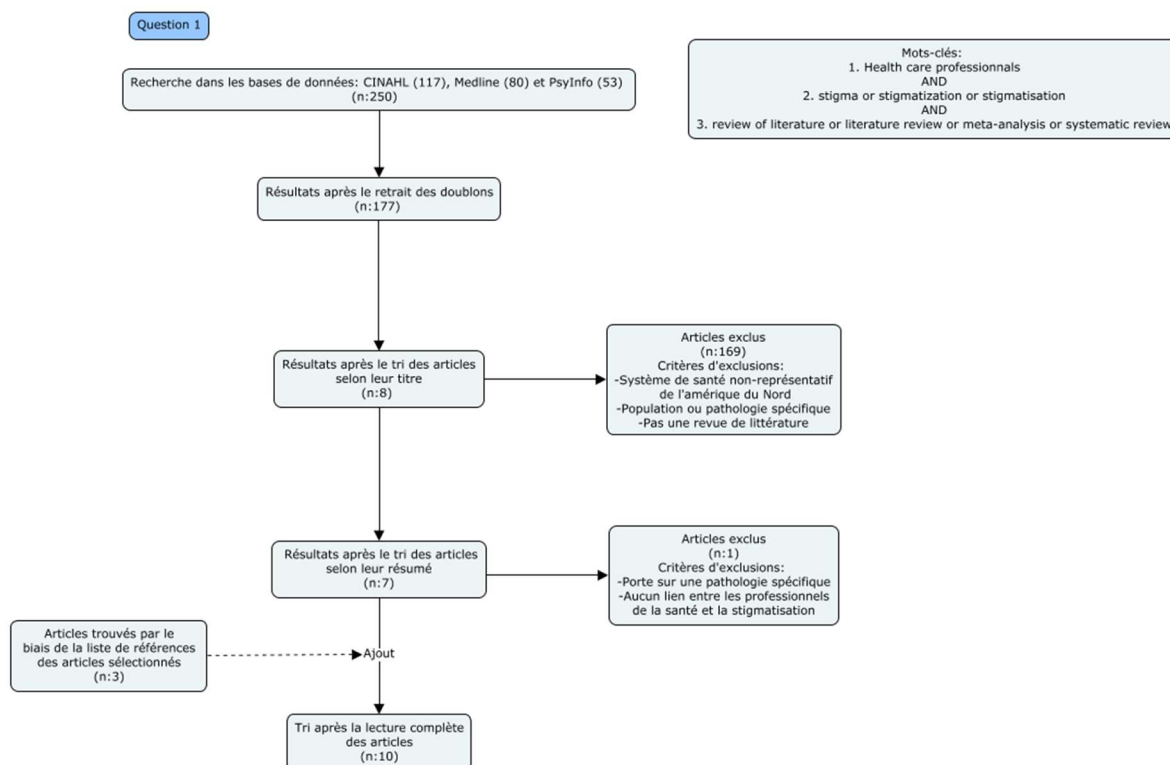 Question 1
Recherche dans les bases de données: CINAHL (117), Medline (80) et PsyInfo (53)
(n:250)
Mots-clés:
1. Health care professionnals
AND
2. stigma or stigmatization or stigmatisation
AND
3. review of literature or literature review or meta-analysis or systematic review
Résultats après le retrait des doublons
(n:177)
Résultats après le tri des articles
selon leur titre
(n:8)
Articles exclus
(n:169)
Critères d'exclusions:
-Système de santé non-représentatif
de l'amérique du Nord
-Population ou pathologie spécifique
-Pas une revue de littérature
Résultats après le tri des articles
selon leur résumé
(n:7)
Articles exclus
(n:1)
Critères d'exclusions:
-Porte sur une pathologie spécifique
-Aucun lien entre les professionnels
de la santé et la stigmatisation
Articles trouvés par le
biais de la liste de références
des articles sélectionnés
(n:3)
Ajout
Tri après la lecture complète
des articles
(n:10)